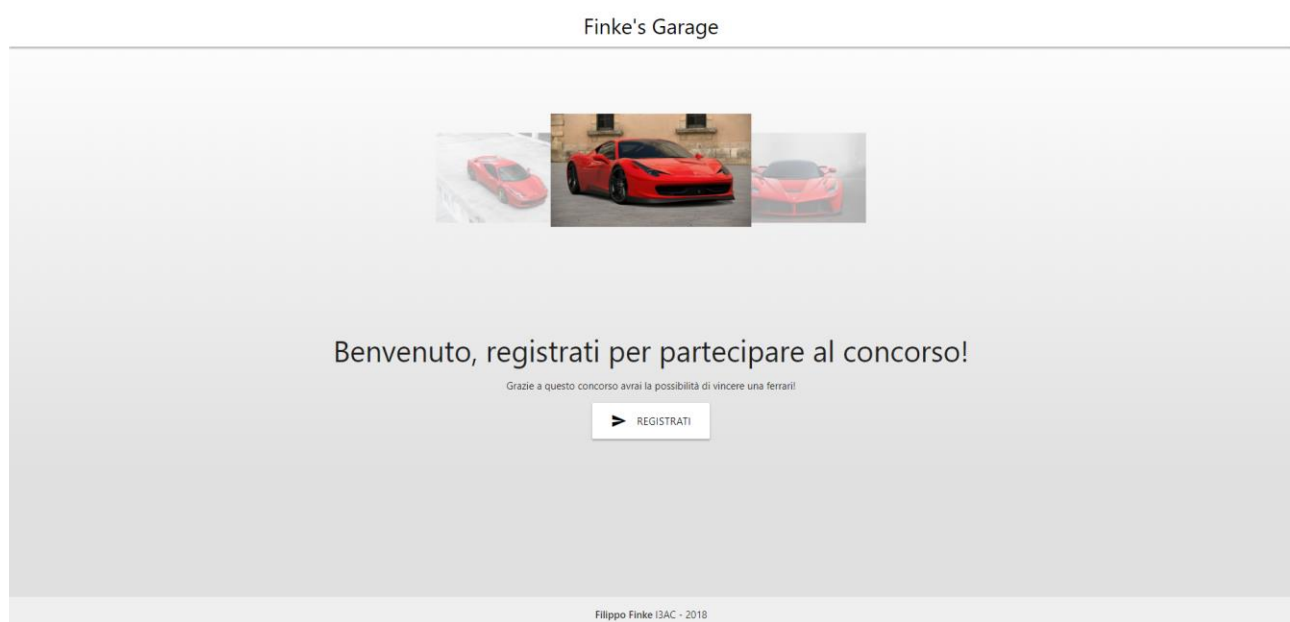 Finke's Garage
Benvenuto, registrati per partecipare al concorso!
Grazie a questo concorso avrai la possibilità di vincere una ferrari!
REGISTRATI
Filippo Finke I3AC - 2018